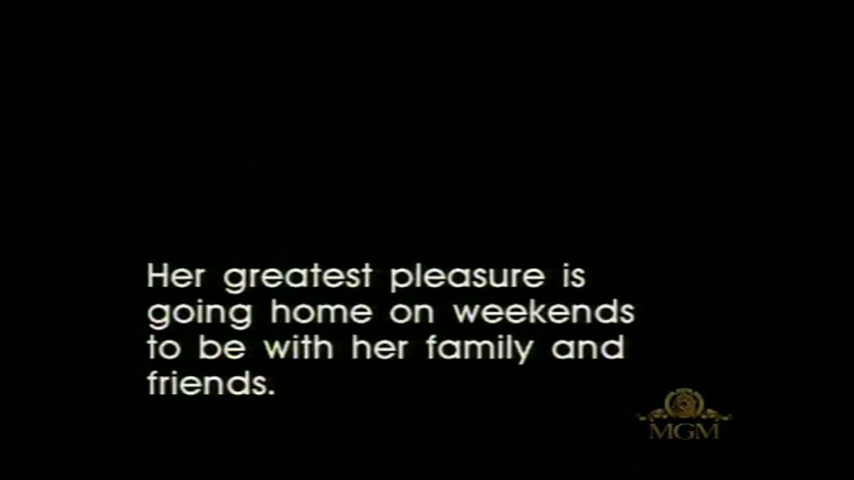 Her greatest pleasure is
going home on weekends
to be with her family and
friends.
MGM